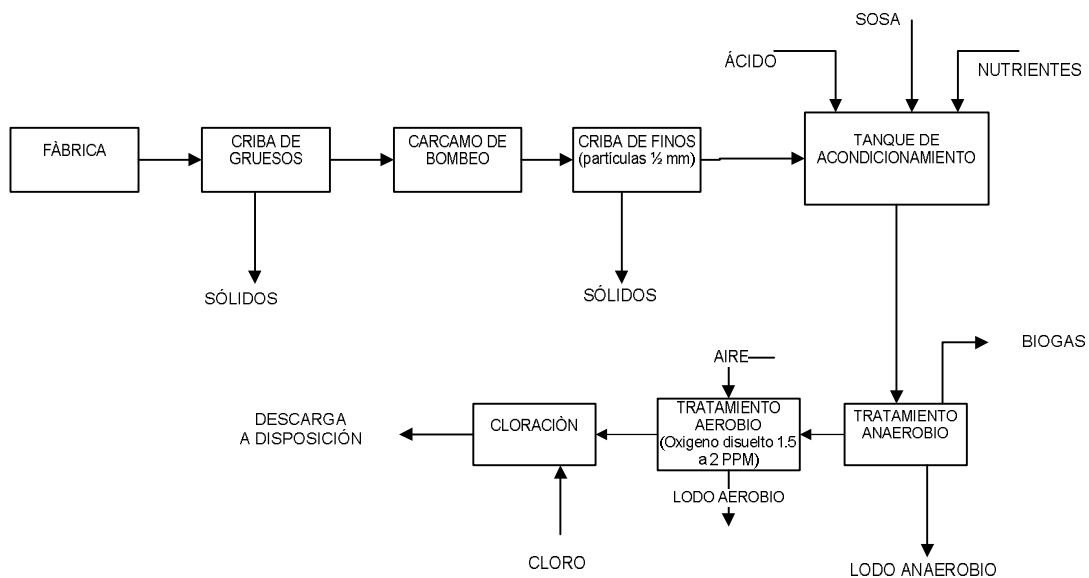 SOSA
ÁCIDO
NUTRIENTES
FÀBRICA
CRIBA DE
GRUESOS
CARCAMO DE
BOMBEO
CRIBA DE FINOS
(partículas ½ mm)
TANQUE DE
ACONDICIONAMIENTO
SÓLIDOS
SÓLIDOS
BIOGAS
AIRE
TRATAMIENTO
ANAEROBIO
TRATAMIENTO
AEROBIO
(Oxigeno disuelto 1.5
a 2 PPM)
CLORACIÒN
DESCARGA
A DISPOSICIÓN
LODO AEROBIO
CLORO
LODO ANAEROBIO